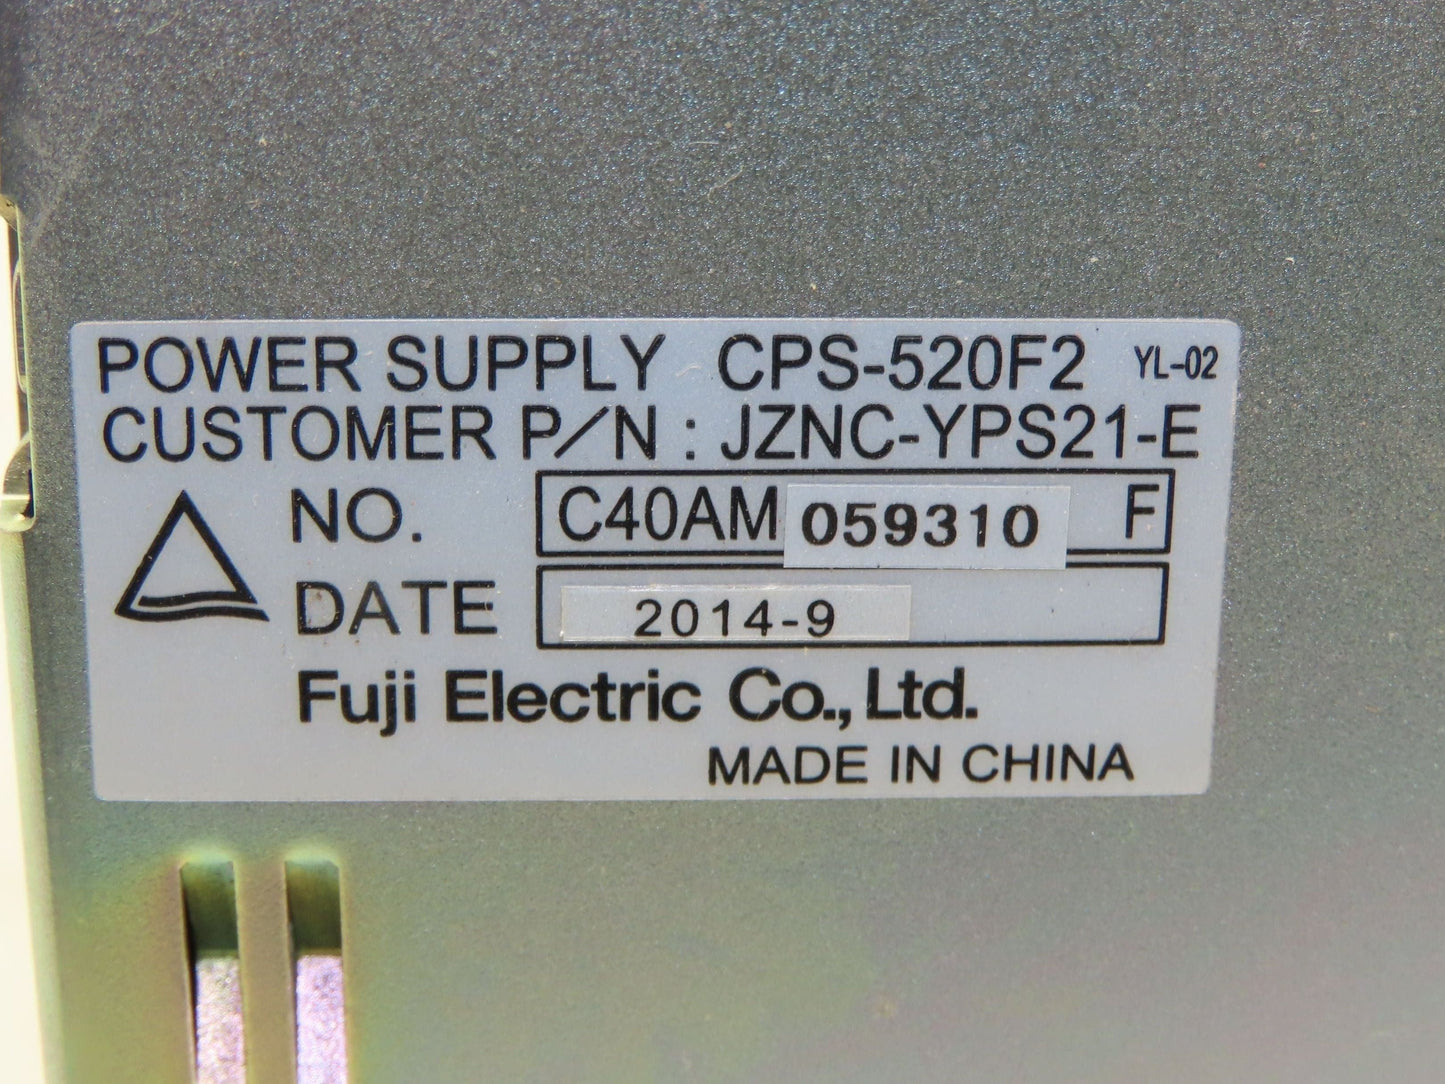 POWER SUPPLY CPS-520F2 YL-02
CUSTOMER P/N : JZNC-YPS21-E
NO. C40AM 059310 F
DATE 2014-9
Fuji Electric Co., Ltd.
MADE IN CHINA